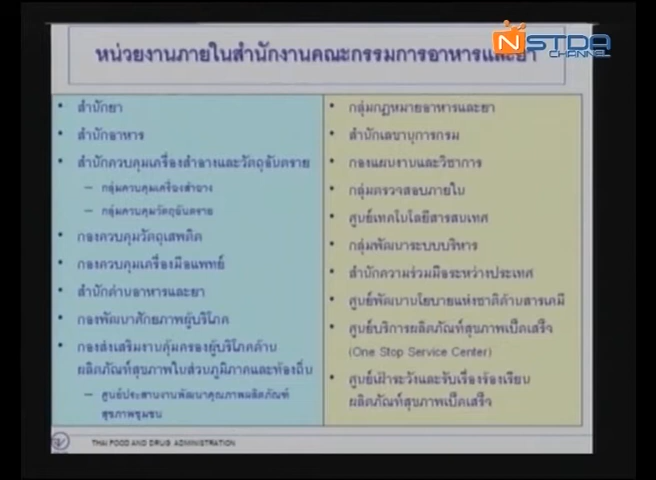 NSTDA
CHANNEL
หน่วยงานภายในสำนักงานคณะกรรมการอาหารและยา
• สำนักยา
• สำนักอาหาร
• สำนักควบคุมเครื่องสำอางและวัตถุอันตราย
– กลุ่มควบคุมเครื่องสำอาง
– กลุ่มควบคุมวัตถุอันตราย
• กองควบคุมวัตถุเสพติด
• กองควบคุมเครื่องมือแพทย์
• สำนักด่านอาหารและยา
• กองพัฒนาศักยภาพผู้บริโภค
• กองส่งเสริมงานคุ้มครองผู้บริโภคด้าน
ผลิตภัณฑ์สุขภาพในส่วนภูมิภาคและท้องถิ่น
– ศูนย์ประสานงานพัฒนาคุณภาพผลิตภัณฑ์
สุขภาพชุมชน
• กลุ่มกฎหมายอาหารและยา
• สำนักเลขานุการกรม
• กองแผนงานและวิชาการ
• กลุ่มตรวจสอบภายใน
• ศูนย์เทคโนโลยีสารสนเทศ
• กลุ่มพัฒนาระบบบริหาร
• สำนักความร่วมมือระหว่างประเทศ
• ศูนย์พัฒนานโยบายแห่งชาติด้านสารเคมี
• ศูนย์บริการผลิตภัณฑ์สุขภาพเบ็ดเสร็จ
(One Stop Service Center)
• ศูนย์เฝ้าระวังและรับเรื่องร้องเรียน
ผลิตภัณฑ์สุขภาพเบ็ดเสร็จ
THAI FOOD AND DRUG ADMINISTRATION